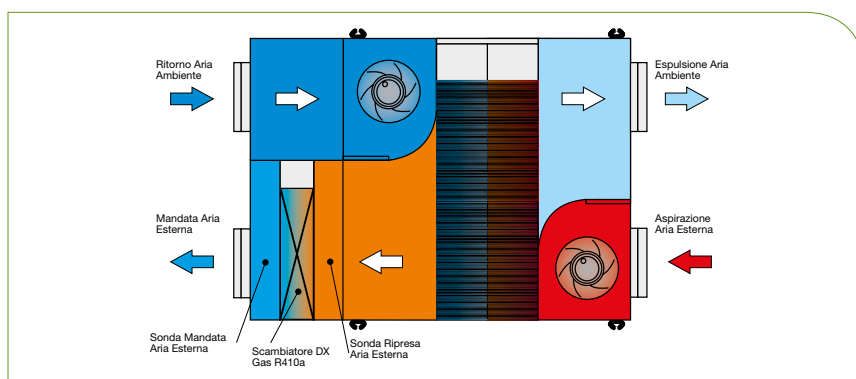 Ritorno Aria
Ambiente
Espulsione Aria
Ambiente
Mandata Aria
Esterna
Aspirazione
Aria Esterna
Sonda Mandata
Aria Esterna
Scambiatore DX
Gas R410a
Sonda Ripresa
Aria Esterna